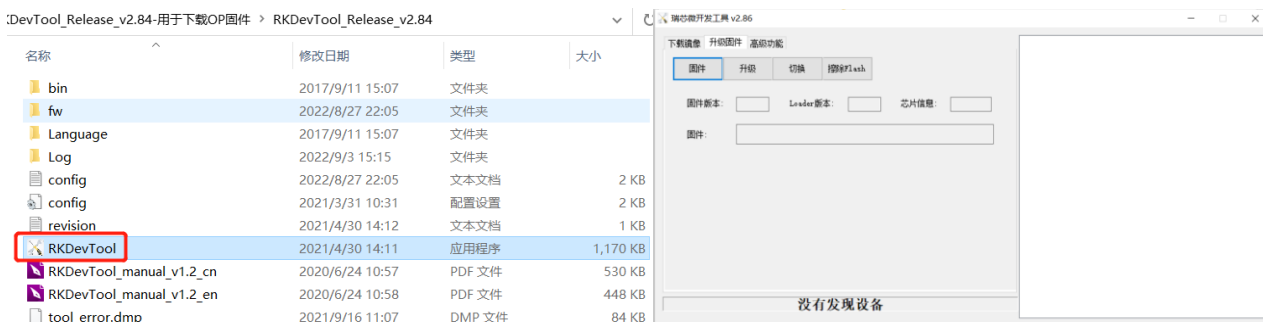 KDevTool_Release_v2.84-用于下载OP固件 > RKDevTool_Release_v2.84
名称 修改日期 类型 大小
bin 2017/9/11 15:07 文件夹
fw 2022/8/27 22:05 文件夹
Language 2017/9/11 15:07 文件夹
Log 2022/9/3 15:15 文件夹
config 2022/8/27 22:05 文本文档 2 KB
config 2021/3/31 10:31 配置设置 2 KB
revision 2021/4/30 14:12 文本文档 1 KB
RKDevTool 2021/4/30 14:11 应用程序 1,170 KB
RKDevTool_manual_v1.2_cn 2020/6/24 10:57 PDF 文件 530 KB
RKDevTool_manual_v1.2_en 2020/6/24 10:58 PDF 文件 448 KB
tool_error.dmp 2021/9/16 11:07 DMP 文件 84 KB
瑞芯微开发工具 v2.86
下载镜像 升级固件 高级功能
固件 升级 切换 擦除Flash
固件版本: Loader版本: 芯片信息:
固件:
没有发现设备